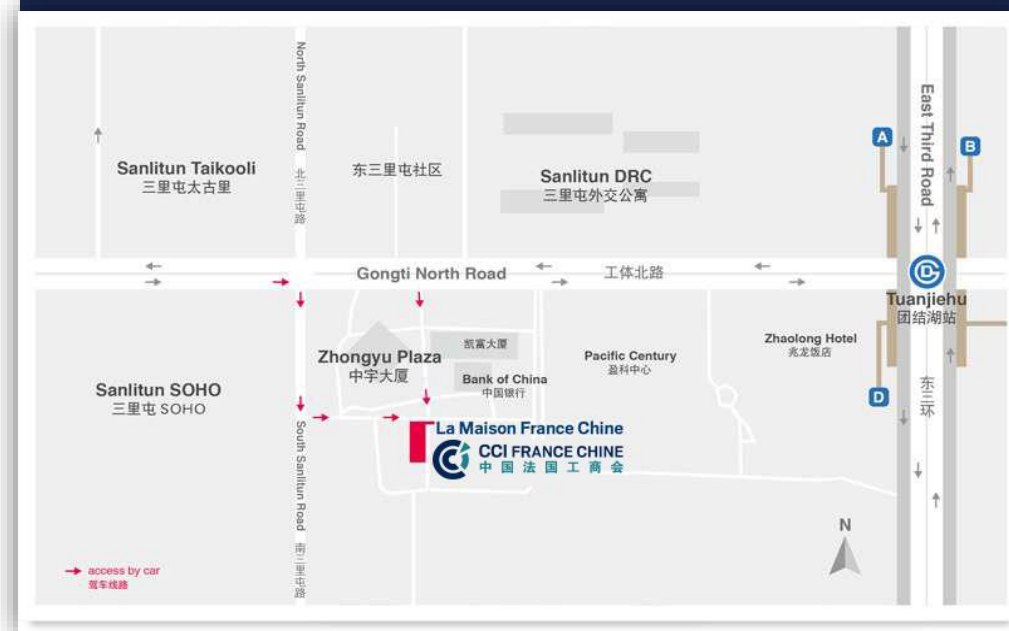 North Sanlitun Road 北三里屯路
East Third Road
A
B
Sanlitun Taikooli
三里屯太古里
东三里屯社区
Sanlitun DRC
三里屯外交公寓
Gongti North Road 工体北路
Tuanjiehu
团结湖站
Zhongyu Plaza
中宇大厦
凯富大厦
Bank of China
中国银行
Pacific Century
盈科中心
Zhaolong Hotel
兆龙饭店
Sanlitun SOHO
三里屯 SOHO
D
东三环
La Maison France Chine
CCI FRANCE CHINE
中国法国工商会
South Sanlitun Road 南三里屯路
N
access by car
驾车线路